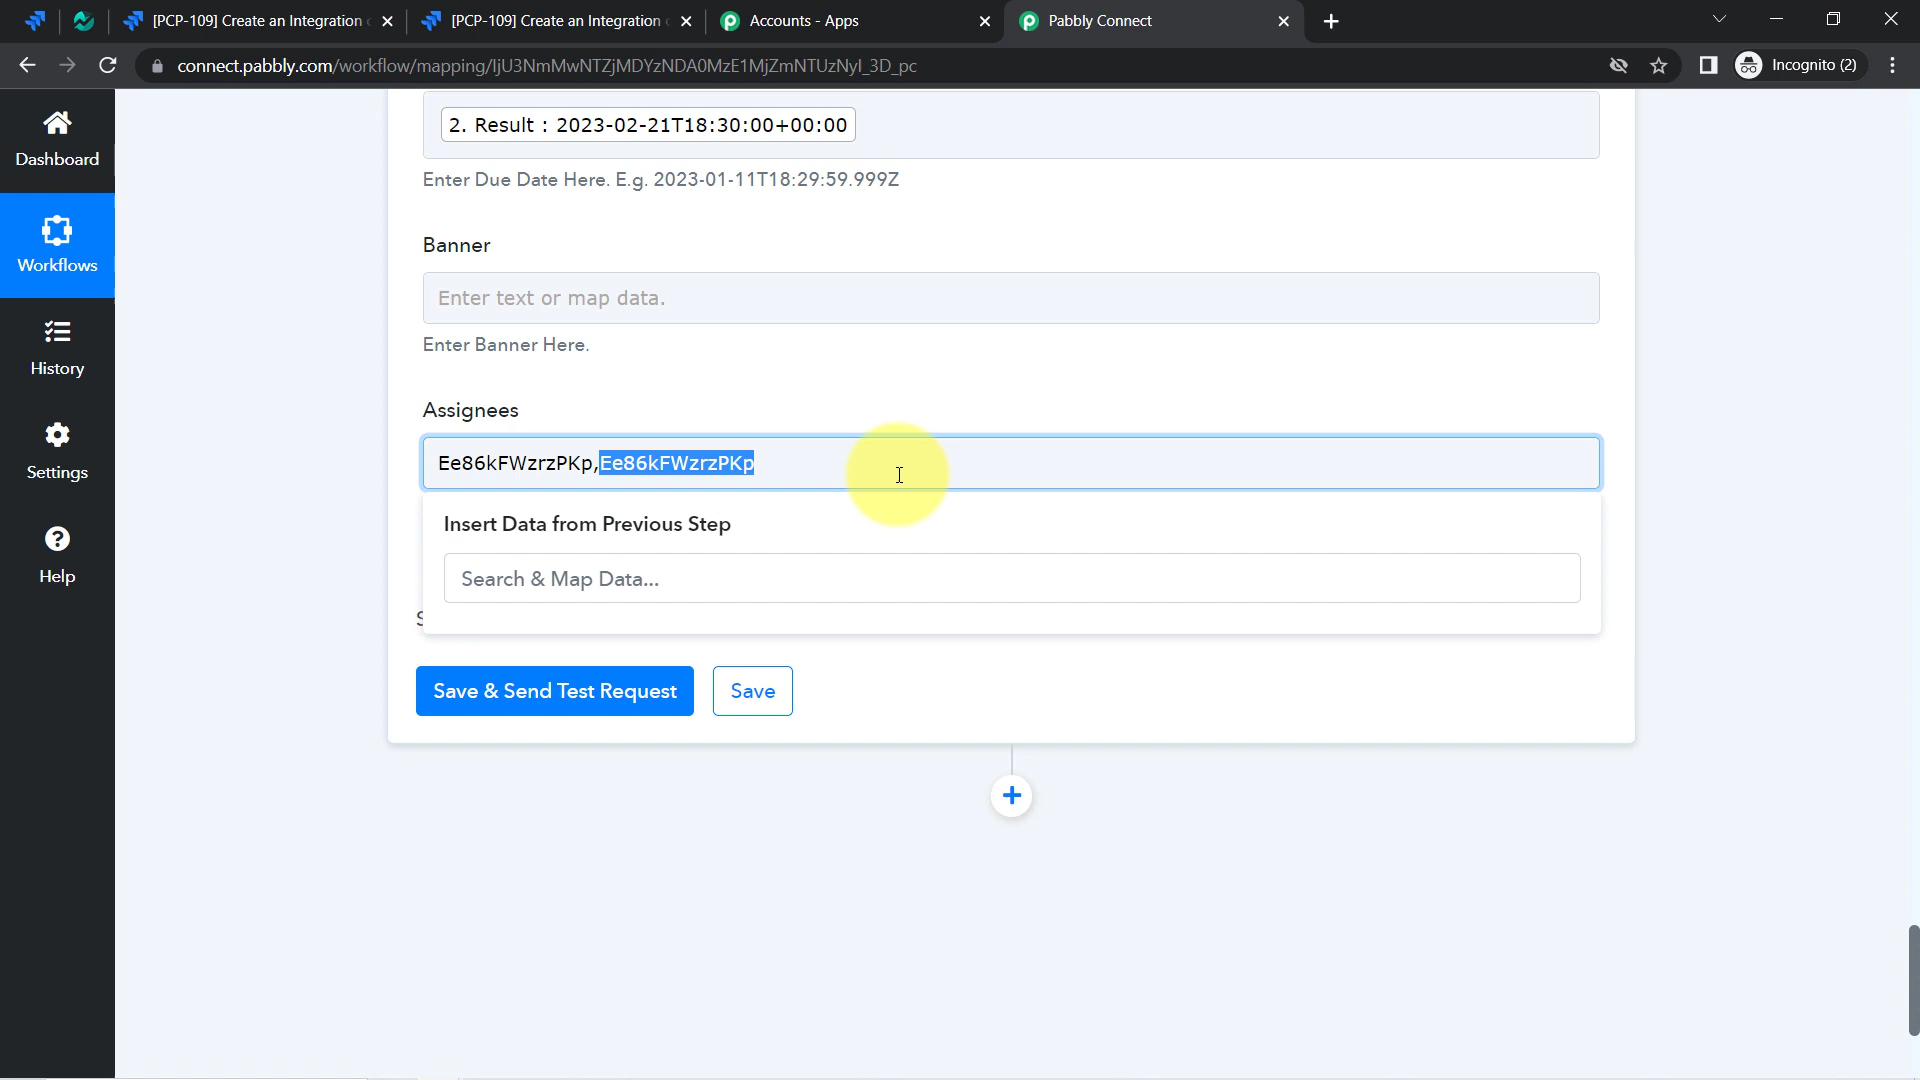 [PCP-109] Create an Integration
[PCP-109] Create an Integration
Accounts - Apps
Pabbly Connect
connect.pabbly.com/workflow/mapping/IjU3NmMwNTZjMDYzNDA0MzE1MjZmNTUzNyI_3D_pc
Incognito (2)
Dashboard
Workflows
History
Settings
Help
2. Result : 2023-02-21T18:30:00+00:00
Enter Due Date Here. E.g. 2023-01-11T18:29:59.999Z
Banner
Enter text or map data.
Enter Banner Here.
Assignees
Ee86kFWzrzPKp,Ee86kFWzrzPKp
Insert Data from Previous Step
Search & Map Data...
Save & Send Test Request
Save